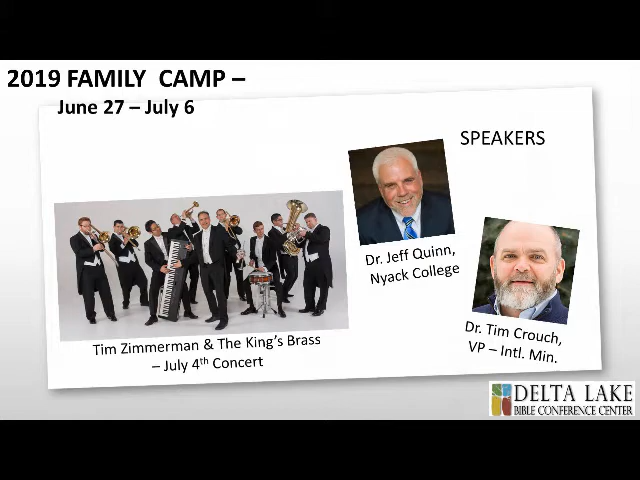 2019 FAMILY CAMP –
June 27 – July 6
SPEAKERS
Dr. Jeff Quinn,
Nyack College
Dr. Tim Crouch,
VP – Intl. Min.
Tim Zimmerman & The King's Brass
– July 4th Concert
DELTA LAKE
BIBLE CONFERENCE CENTER